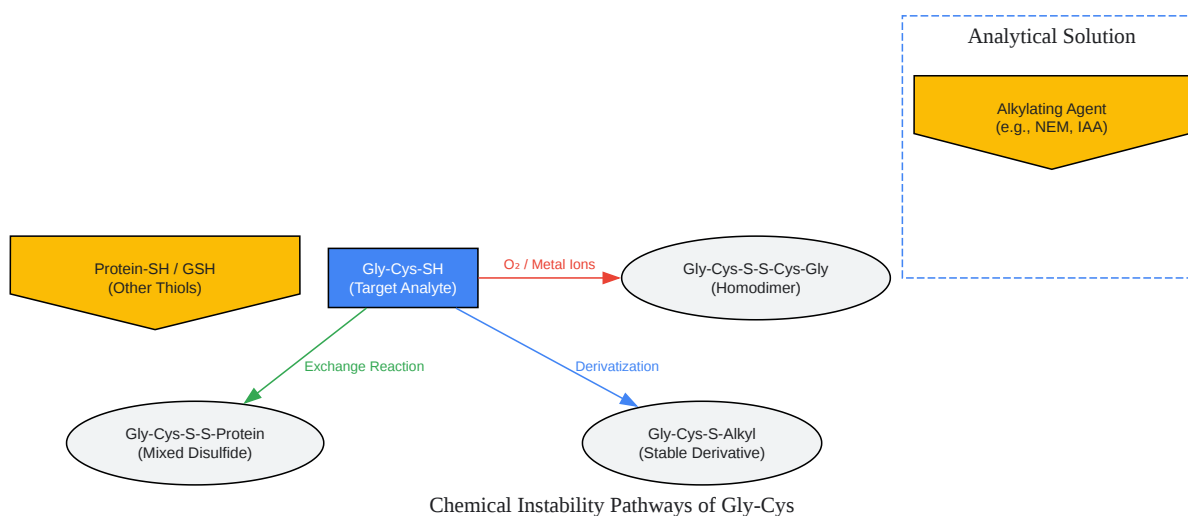 Analytical Solution
Alkylating Agent
(e.g., NEM, IAA)
Protein-SH / GSH
(Other Thiols)
Gly-Cys-SH
(Target Analyte)
O₂ / Metal Ions
Gly-Cys-S-S-Cys-Gly
(Homodimer)
Exchange Reaction
Derivatization
Gly-Cys-S-S-Protein
(Mixed Disulfide)
Gly-Cys-S-Alkyl
(Stable Derivative)
Chemical Instability Pathways of Gly-Cys